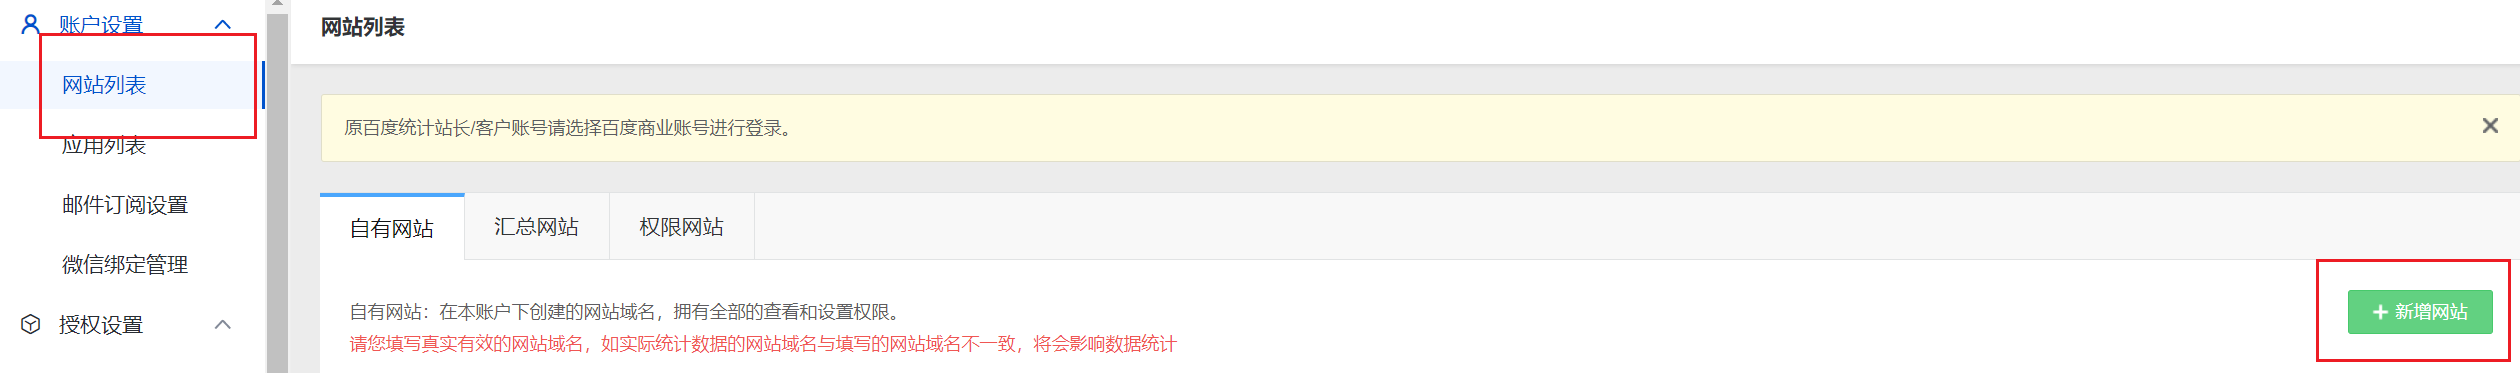 账户设置
网站列表
应用列表
邮件订阅设置
微信绑定管理
授权设置
网站列表
原百度统计站长/客户账号请选择百度商业账号进行登录。
自有网站
汇总网站
权限网站
自有网站：在本账户下创建的网站域名，拥有全部的查看和设置权限。
请您填写真实有效的网站域名，如实际统计数据的网站域名与填写的网站域名不一致，将会影响数据统计
新增网站